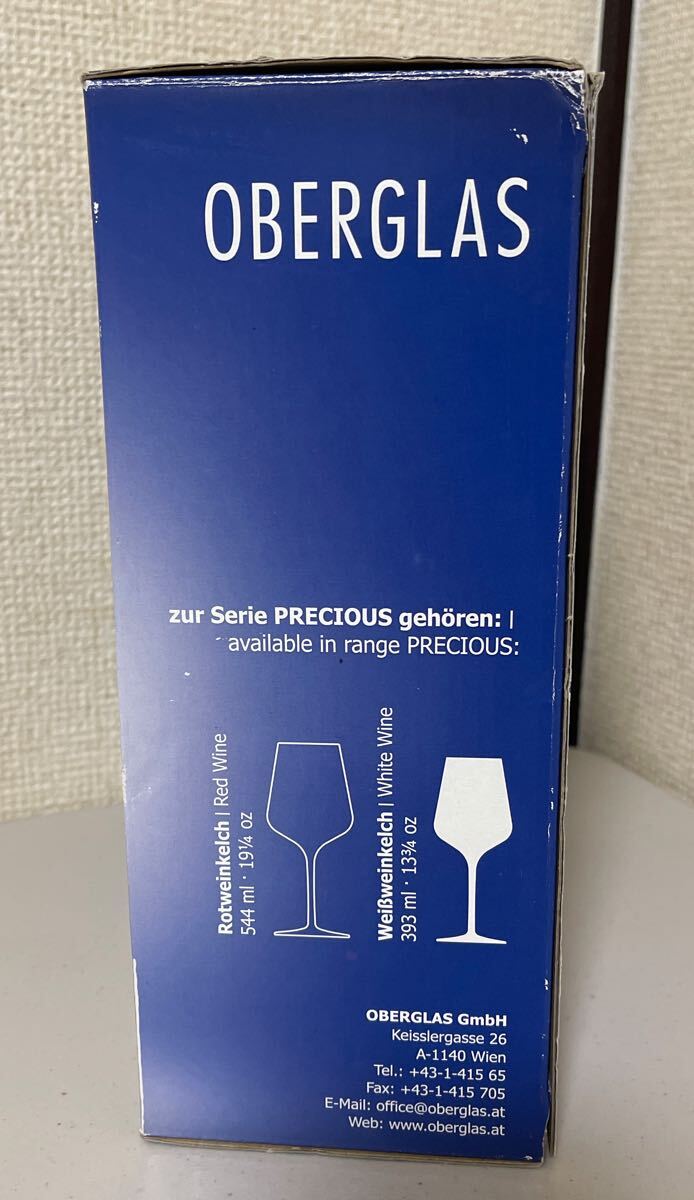 OBERGLAS
zur Serie PRECIOUS gehören: |
available in range PRECIOUS:
Rotweinkelch | Red Wine
544 ml · 19¼ oz
Weißweinkelch | White Wine
393 ml · 13¾ oz
OBERGLAS GmbH
Keisslergasse 26
A-1140 Wien
Tel.: +43-1-415 65
Fax: +43-1-415 705
E-Mail: office@oberglas.at
Web: www.oberglas.at